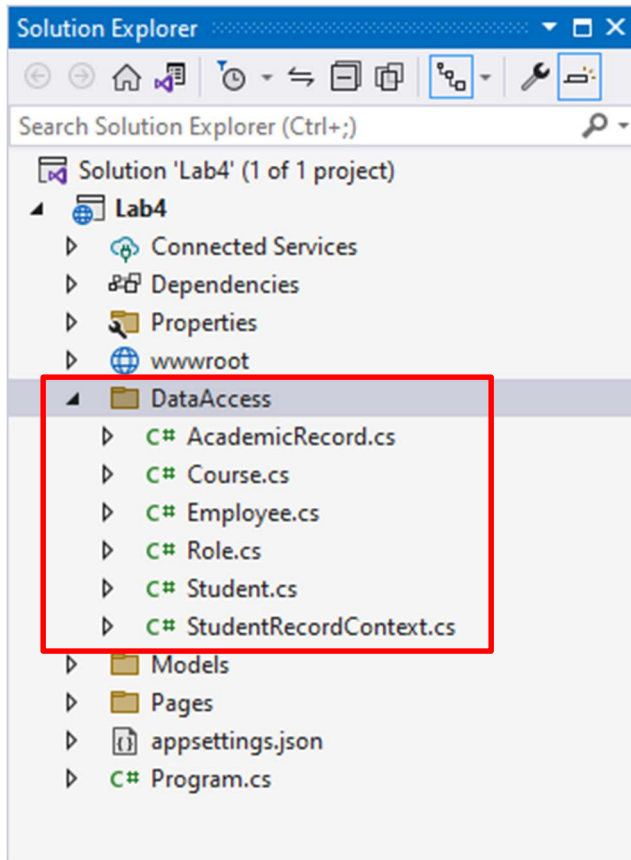 Solution Explorer
Search Solution Explorer (Ctrl+;)
Solution 'Lab4' (1 of 1 project)
Lab4
Connected Services
Dependencies
Properties
wwwroot
DataAccess
C# AcademicRecord.cs
C# Course.cs
C# Employee.cs
C# Role.cs
C# Student.cs
C# StudentRecordContext.cs
Models
Pages
appsettings.json
C# Program.cs